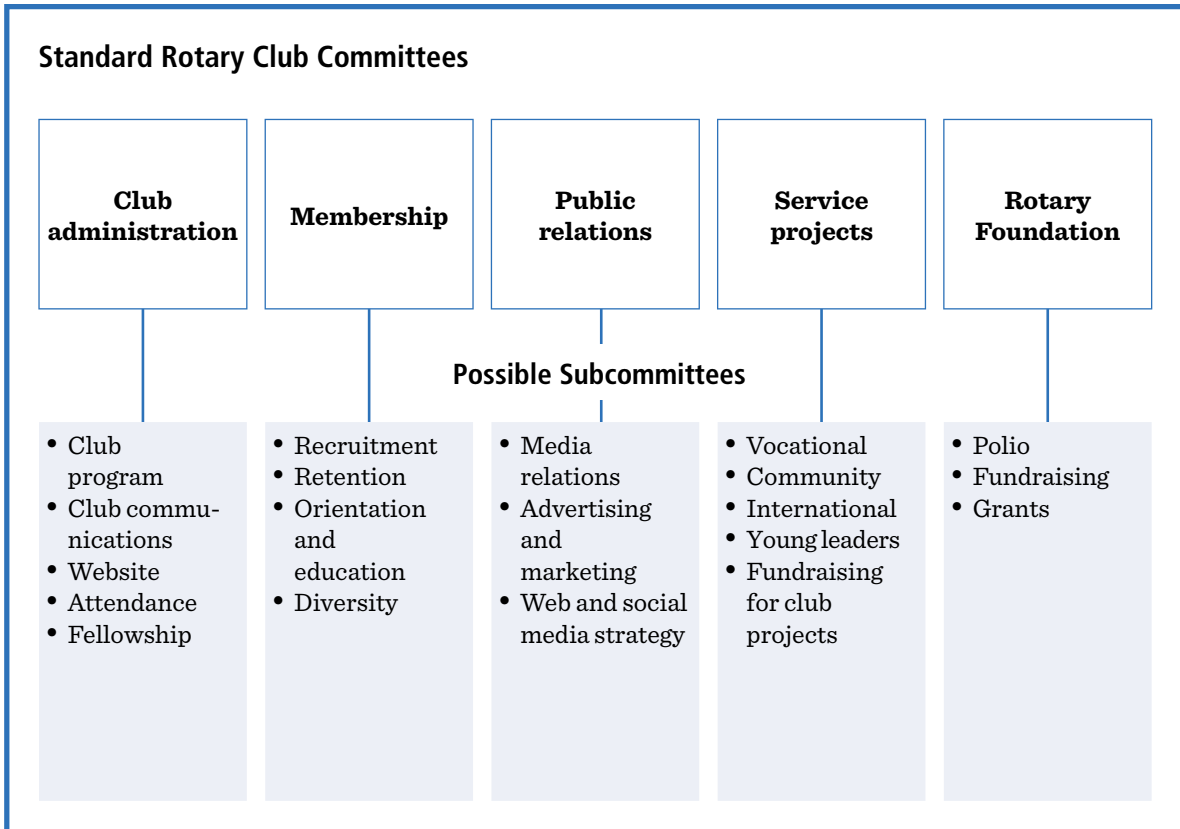 Standard Rotary Club Committees
Club
administration
Membership
Public
relations
Service
projects
Rotary
Foundation
Possible Subcommittees
• Club
program
• Club commu-
nications
• Website
• Attendance
• Fellowship
• Recruitment
• Retention
• Orientation
and
education
• Diversity
• Media
relations
• Advertising
and
marketing
• Web and social
media strategy
• Vocational
• Community
• International
• Young leaders
• Fundraising
for club
projects
• Polio
• Fundraising
• Grants